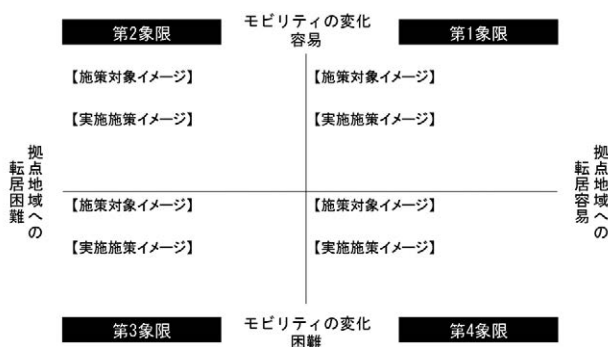 モビリティの変化
容易
第2象限
第1象限
【施策対象イメージ】
【施策対象イメージ】
【実施施策イメージ】
【実施施策イメージ】
拠点地域への
転居困難
拠点地域への
転居容易
【施策対象イメージ】
【施策対象イメージ】
【実施施策イメージ】
【実施施策イメージ】
第3象限
モビリティの変化
困難
第4象限